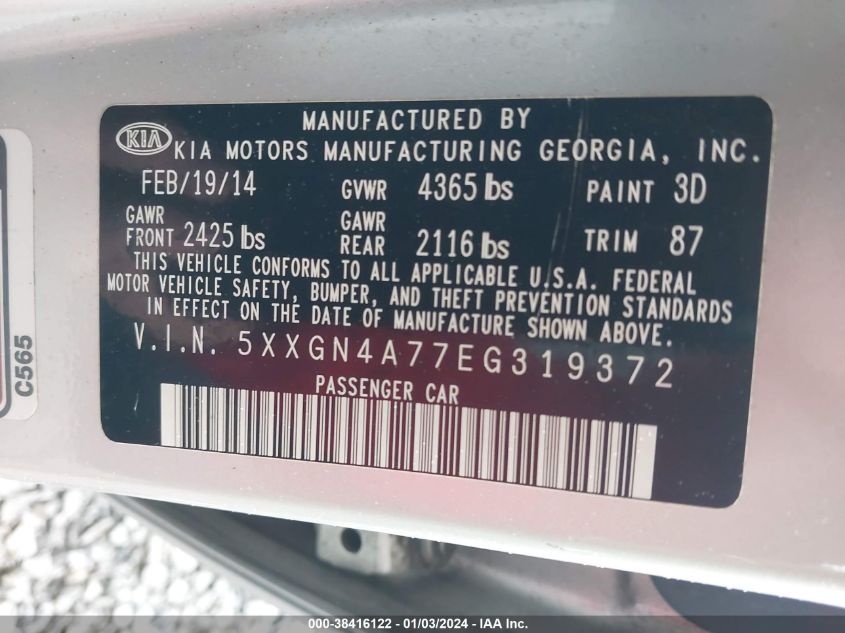 MANUFACTURED BY
KIA KIA MOTORS MANUFACTURING GEORGIA, INC.
FEB/19/14 GVWR 4365 lbs PAINT 3D
GAWR FRONT 2425 lbs GAWR REAR 2116 lbs TRIM 87
THIS VEHICLE CONFORMS TO ALL APPLICABLE U.S.A. FEDERAL
MOTOR VEHICLE SAFETY, BUMPER, AND THEFT PREVENTION STANDARDS
IN EFFECT ON THE DATE OF MANUFACTURE SHOWN ABOVE.
V.I.N. 5XXGN4A77EG319372
PASSENGER CAR
C565
000-38416122 - 01/03/2024 - IAA Inc.